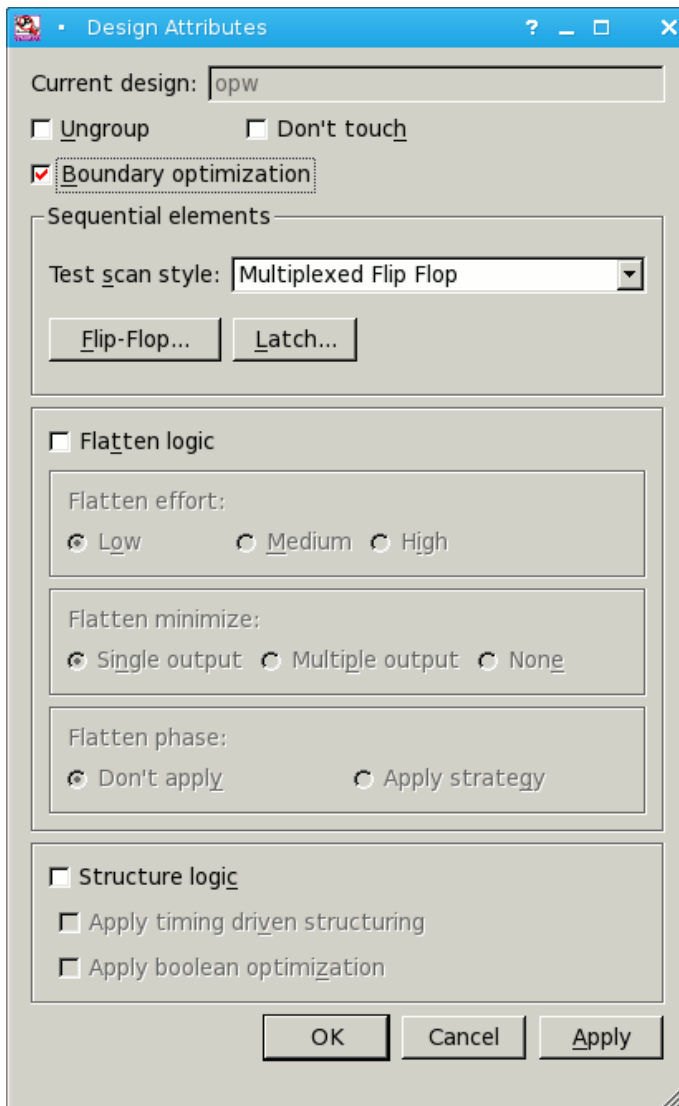 Design Attributes
Current design: opw
Ungroup Don't touch
Boundary optimization
Sequential elements
Test scan style: Multiplexed Flip Flop
Flip-Flop... Latch...
Flatten logic
Flatten effort:
Low Medium High
Flatten minimize:
Single output Multiple output None
Flatten phase:
Don't apply Apply strategy
Structure logic
Apply timing driven structuring
Apply boolean optimization
OK Cancel Apply